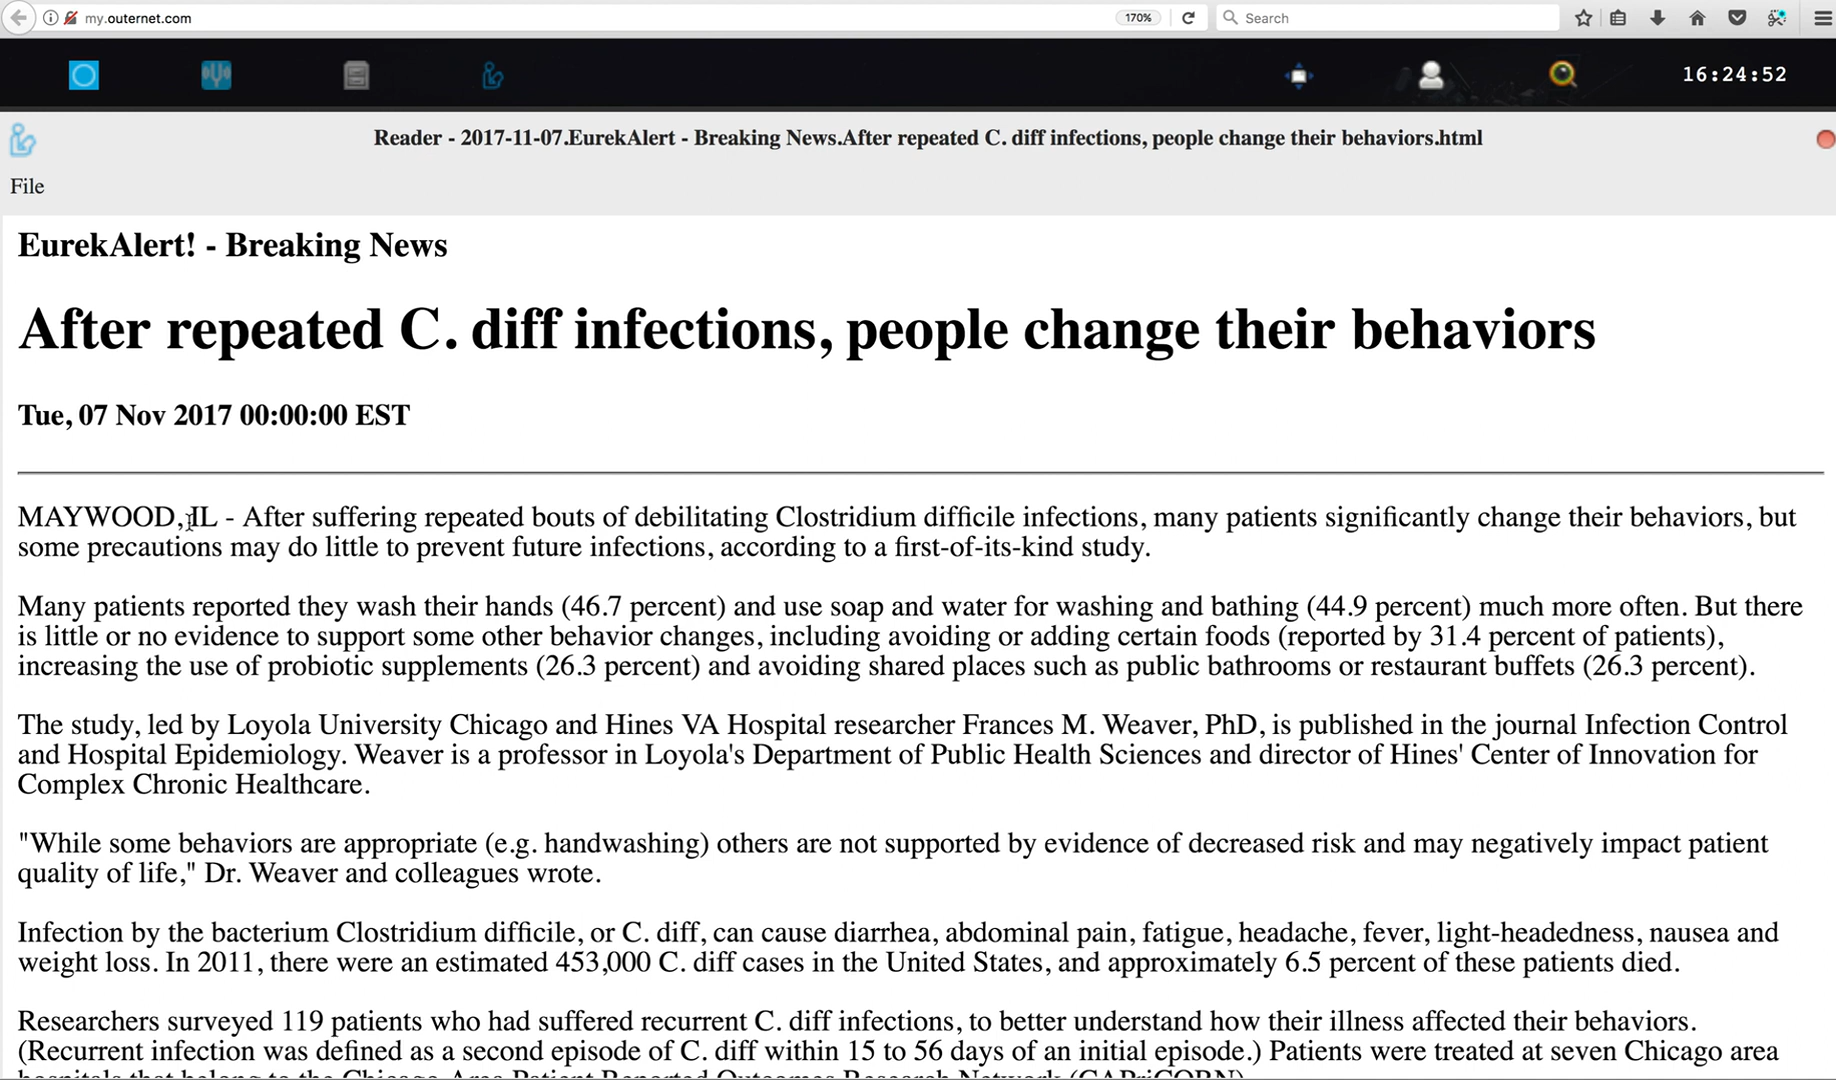 my.outernet.com
170%
Search
16:24:52
Reader - 2017-11-07.EurekAlert - Breaking News.After repeated C. diff infections, people change their behaviors.html
File
EurekAlert! - Breaking News
After repeated C. diff infections, people change their behaviors
Tue, 07 Nov 2017 00:00:00 EST
MAYWOOD, IL - After suffering repeated bouts of debilitating Clostridium difficile infections, many patients significantly change their behaviors, but
some precautions may do little to prevent future infections, according to a first-of-its-kind study.
Many patients reported they wash their hands (46.7 percent) and use soap and water for washing and bathing (44.9 percent) much more often. But there
is little or no evidence to support some other behavior changes, including avoiding or adding certain foods (reported by 31.4 percent of patients),
increasing the use of probiotic supplements (26.3 percent) and avoiding shared places such as public bathrooms or restaurant buffets (26.3 percent).
The study, led by Loyola University Chicago and Hines VA Hospital researcher Frances M. Weaver, PhD, is published in the journal Infection Control
and Hospital Epidemiology. Weaver is a professor in Loyola's Department of Public Health Sciences and director of Hines' Center of Innovation for
Complex Chronic Healthcare.
"While some behaviors are appropriate (e.g. handwashing) others are not supported by evidence of decreased risk and may negatively impact patient
quality of life," Dr. Weaver and colleagues wrote.
Infection by the bacterium Clostridium difficile, or C. diff, can cause diarrhea, abdominal pain, fatigue, headache, fever, light-headedness, nausea and
weight loss. In 2011, there were an estimated 453,000 C. diff cases in the United States, and approximately 6.5 percent of these patients died.
Researchers surveyed 119 patients who had suffered recurrent C. diff infections, to better understand how their illness affected their behaviors.
(Recurrent infection was defined as a second episode of C. diff within 15 to 56 days of an initial episode.) Patients were treated at seven Chicago area
hospitals that belong to the Chicago Area Patient Reported Outcomes Research Network (CAPriCORN)